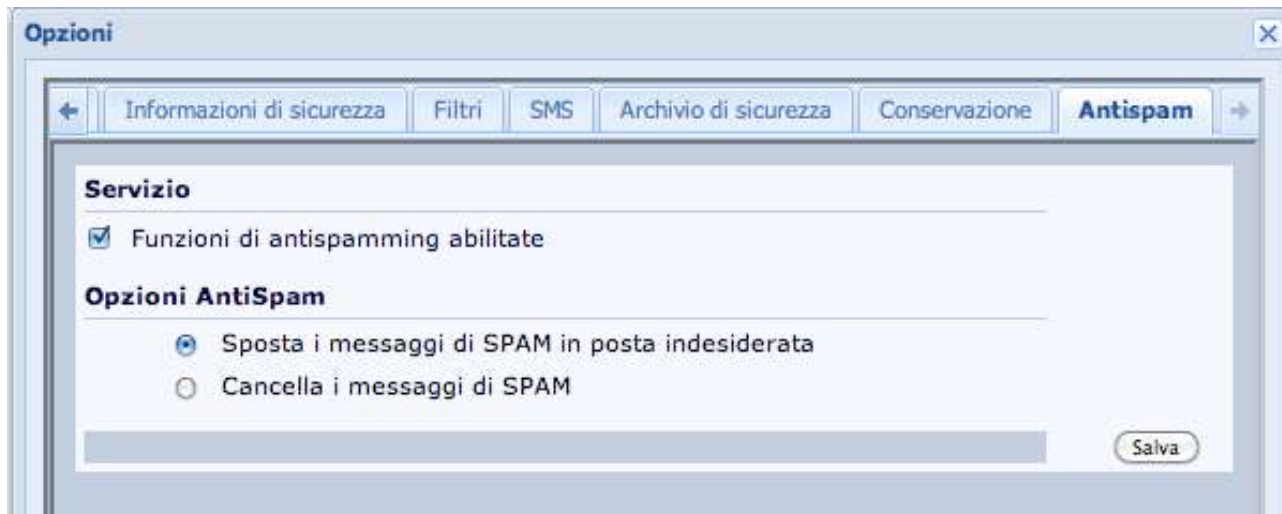 Opzioni
Informazioni di sicurezza Filtri SMS Archivio di sicurezza Conservazione Antispam
Servizio
Funzioni di antispamming abilitate
Opzioni AntiSpam
Sposta i messaggi di SPAM in posta indesiderata
Cancella i messaggi di SPAM
Salva